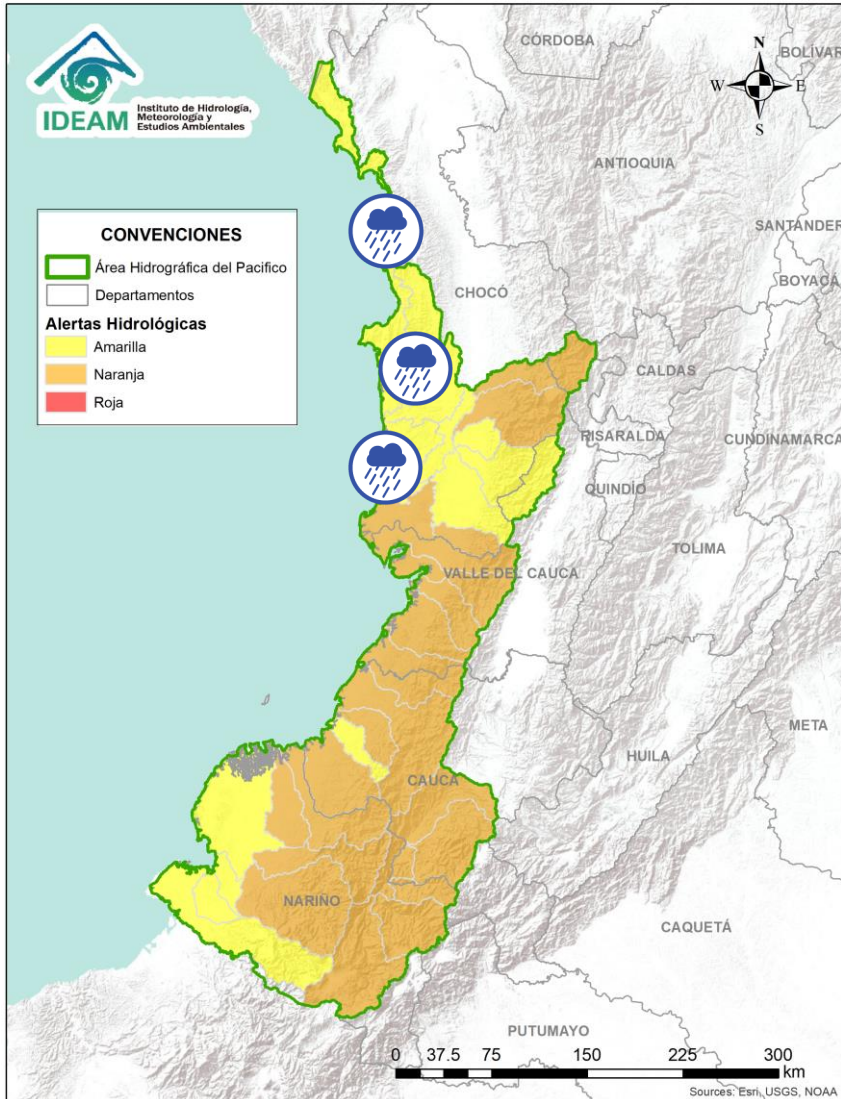 IDEAM
Instituto de Hidrología,
Meteorología y
Estudios Ambientales
CÓRDOBA
BOLÍVAR
N
W
E
S
ANTIOQUIA
SANTANDER
BOYACÁ
CONVENCIONES
Área Hidrográfica del Pacifico
Departamentos
Alertas Hidrológicas
Amarilla
Naranja
Roja
CHOCÓ
CALDAS
RISARALDA
CUNDINAMARCA
QUINDÍO
TOLIMA
VALLE DEL CAUCA
META
HUILA
CAUCA
NARIÑO
CAQUETÁ
PUTUMAYO
0 37.5 75 150 225 300
km
Sources: Esri, USGS, NOAA